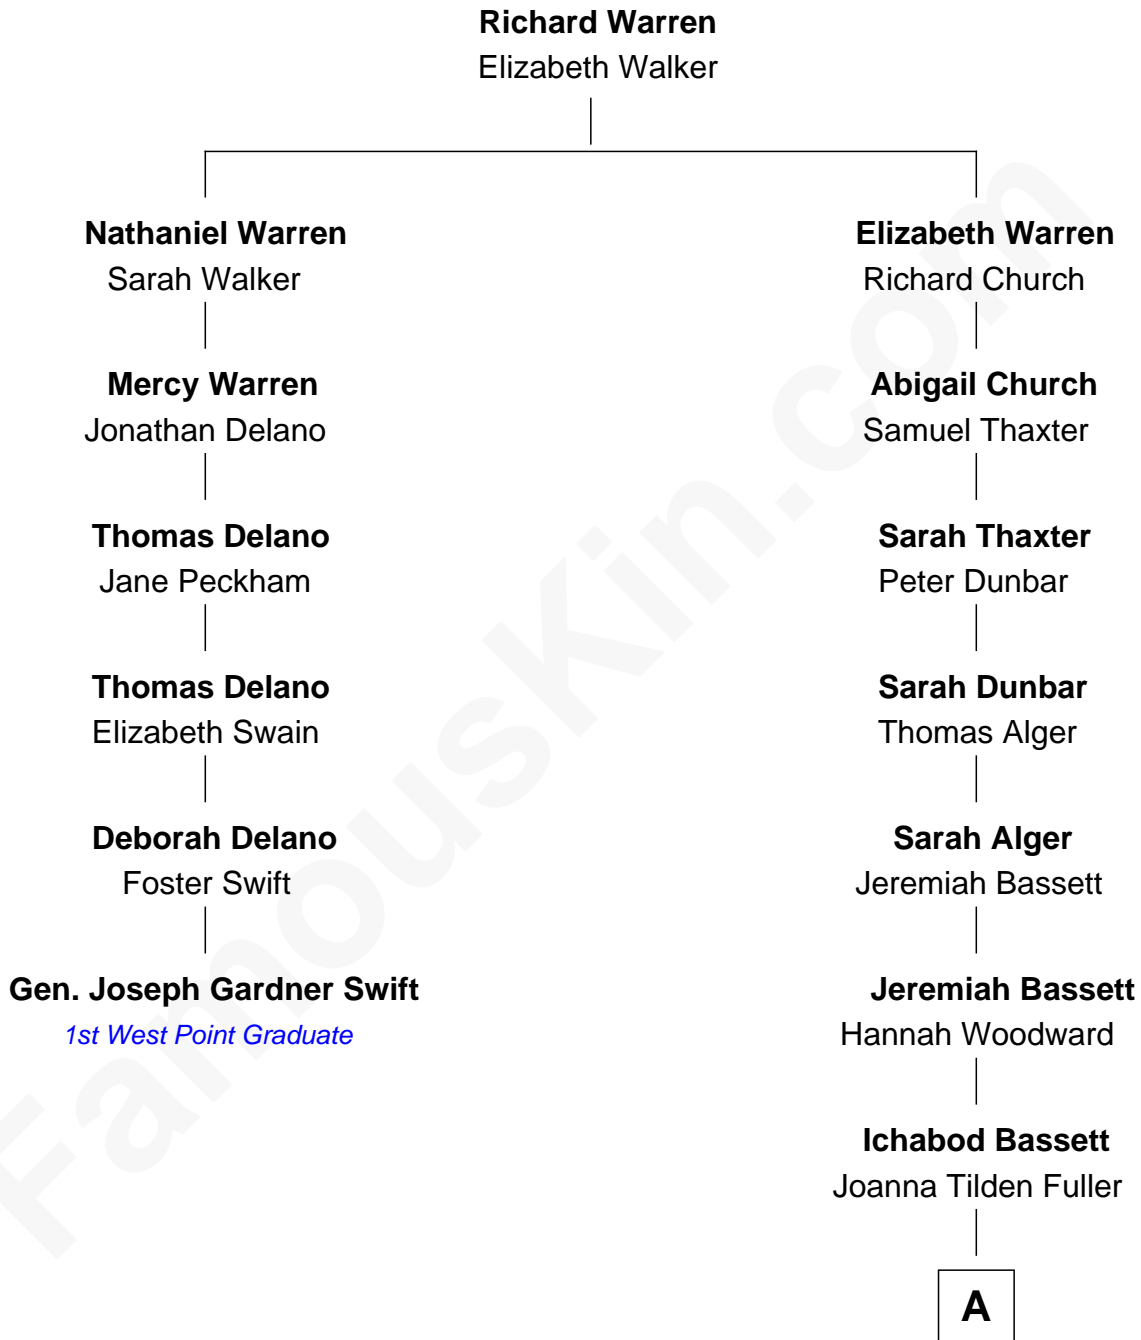 Richard Warren
Elizabeth Walker
Nathaniel Warren
Sarah Walker
Elizabeth Warren
Richard Church
Mercy Warren
Jonathan Delano
Abigail Church
Samuel Thaxter
Thomas Delano
Jane Peckham
Sarah Thaxter
Peter Dunbar
Thomas Delano
Elizabeth Swain
Sarah Dunbar
Thomas Alger
Deborah Delano
Foster Swift
Sarah Alger
Jeremiah Bassett
Gen. Joseph Gardner Swift
1st West Point Graduate
Jeremiah Bassett
Hannah Woodward
Ichabod Bassett
Joanna Tilden Fuller
A
FamousKin.com